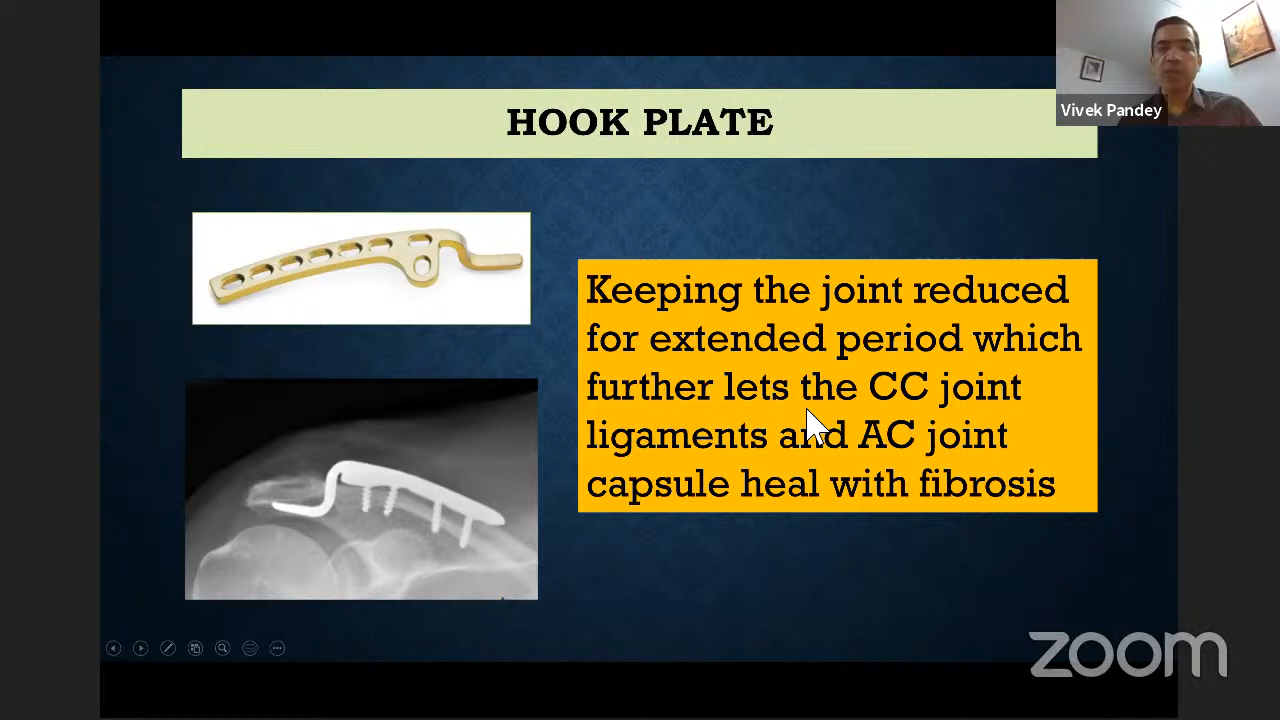 HOOK PLATE
Vivek Pandey
Keeping the joint reduced
for extended period which
further lets the CC joint
ligaments and AC joint
capsule heal with fibrosis
zoom